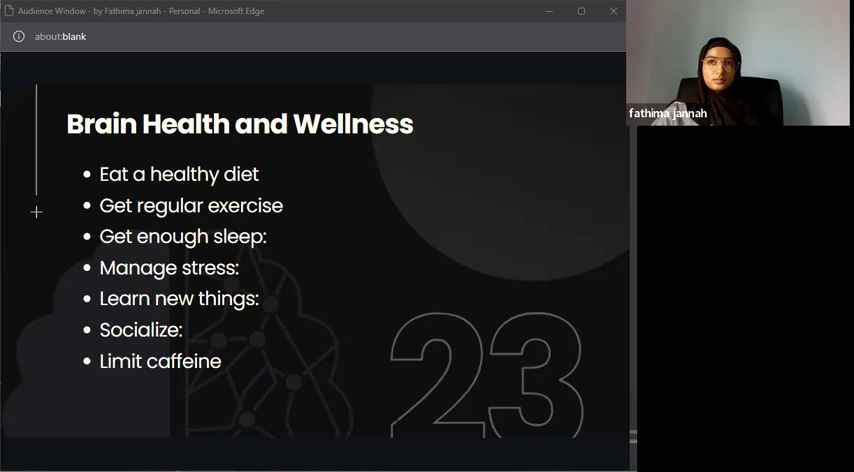 Audience Window - by Fathima jannah - Personal - Microsoft Edge
about:blank
Brain Health and Wellness
• Eat a healthy diet
• Get regular exercise
• Get enough sleep:
• Manage stress:
• Learn new things:
• Socialize:
• Limit caffeine
23
fathima jannah